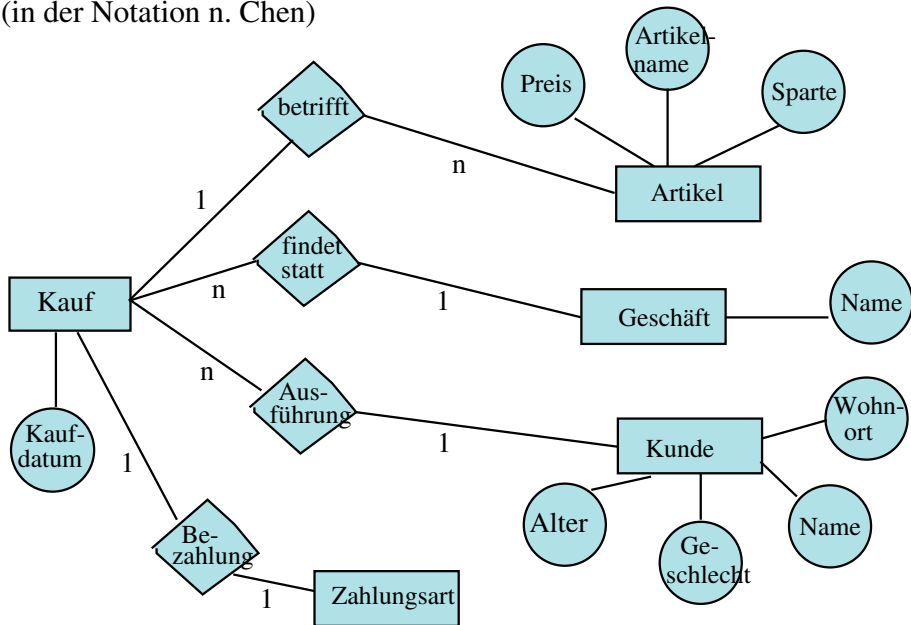 (in der Notation n. Chen)
Artikel-
name
Preis
Sparte
betrifft
n
Artikel
1
findet
statt
n
1
Kauf
Geschäft
Name
n
Aus-
führung
1
Kunde
Wohn-
ort
Kauf-
datum
1
Alter
Ge-
schlecht
Name
Be-
zahlung
1
Zahlungsart